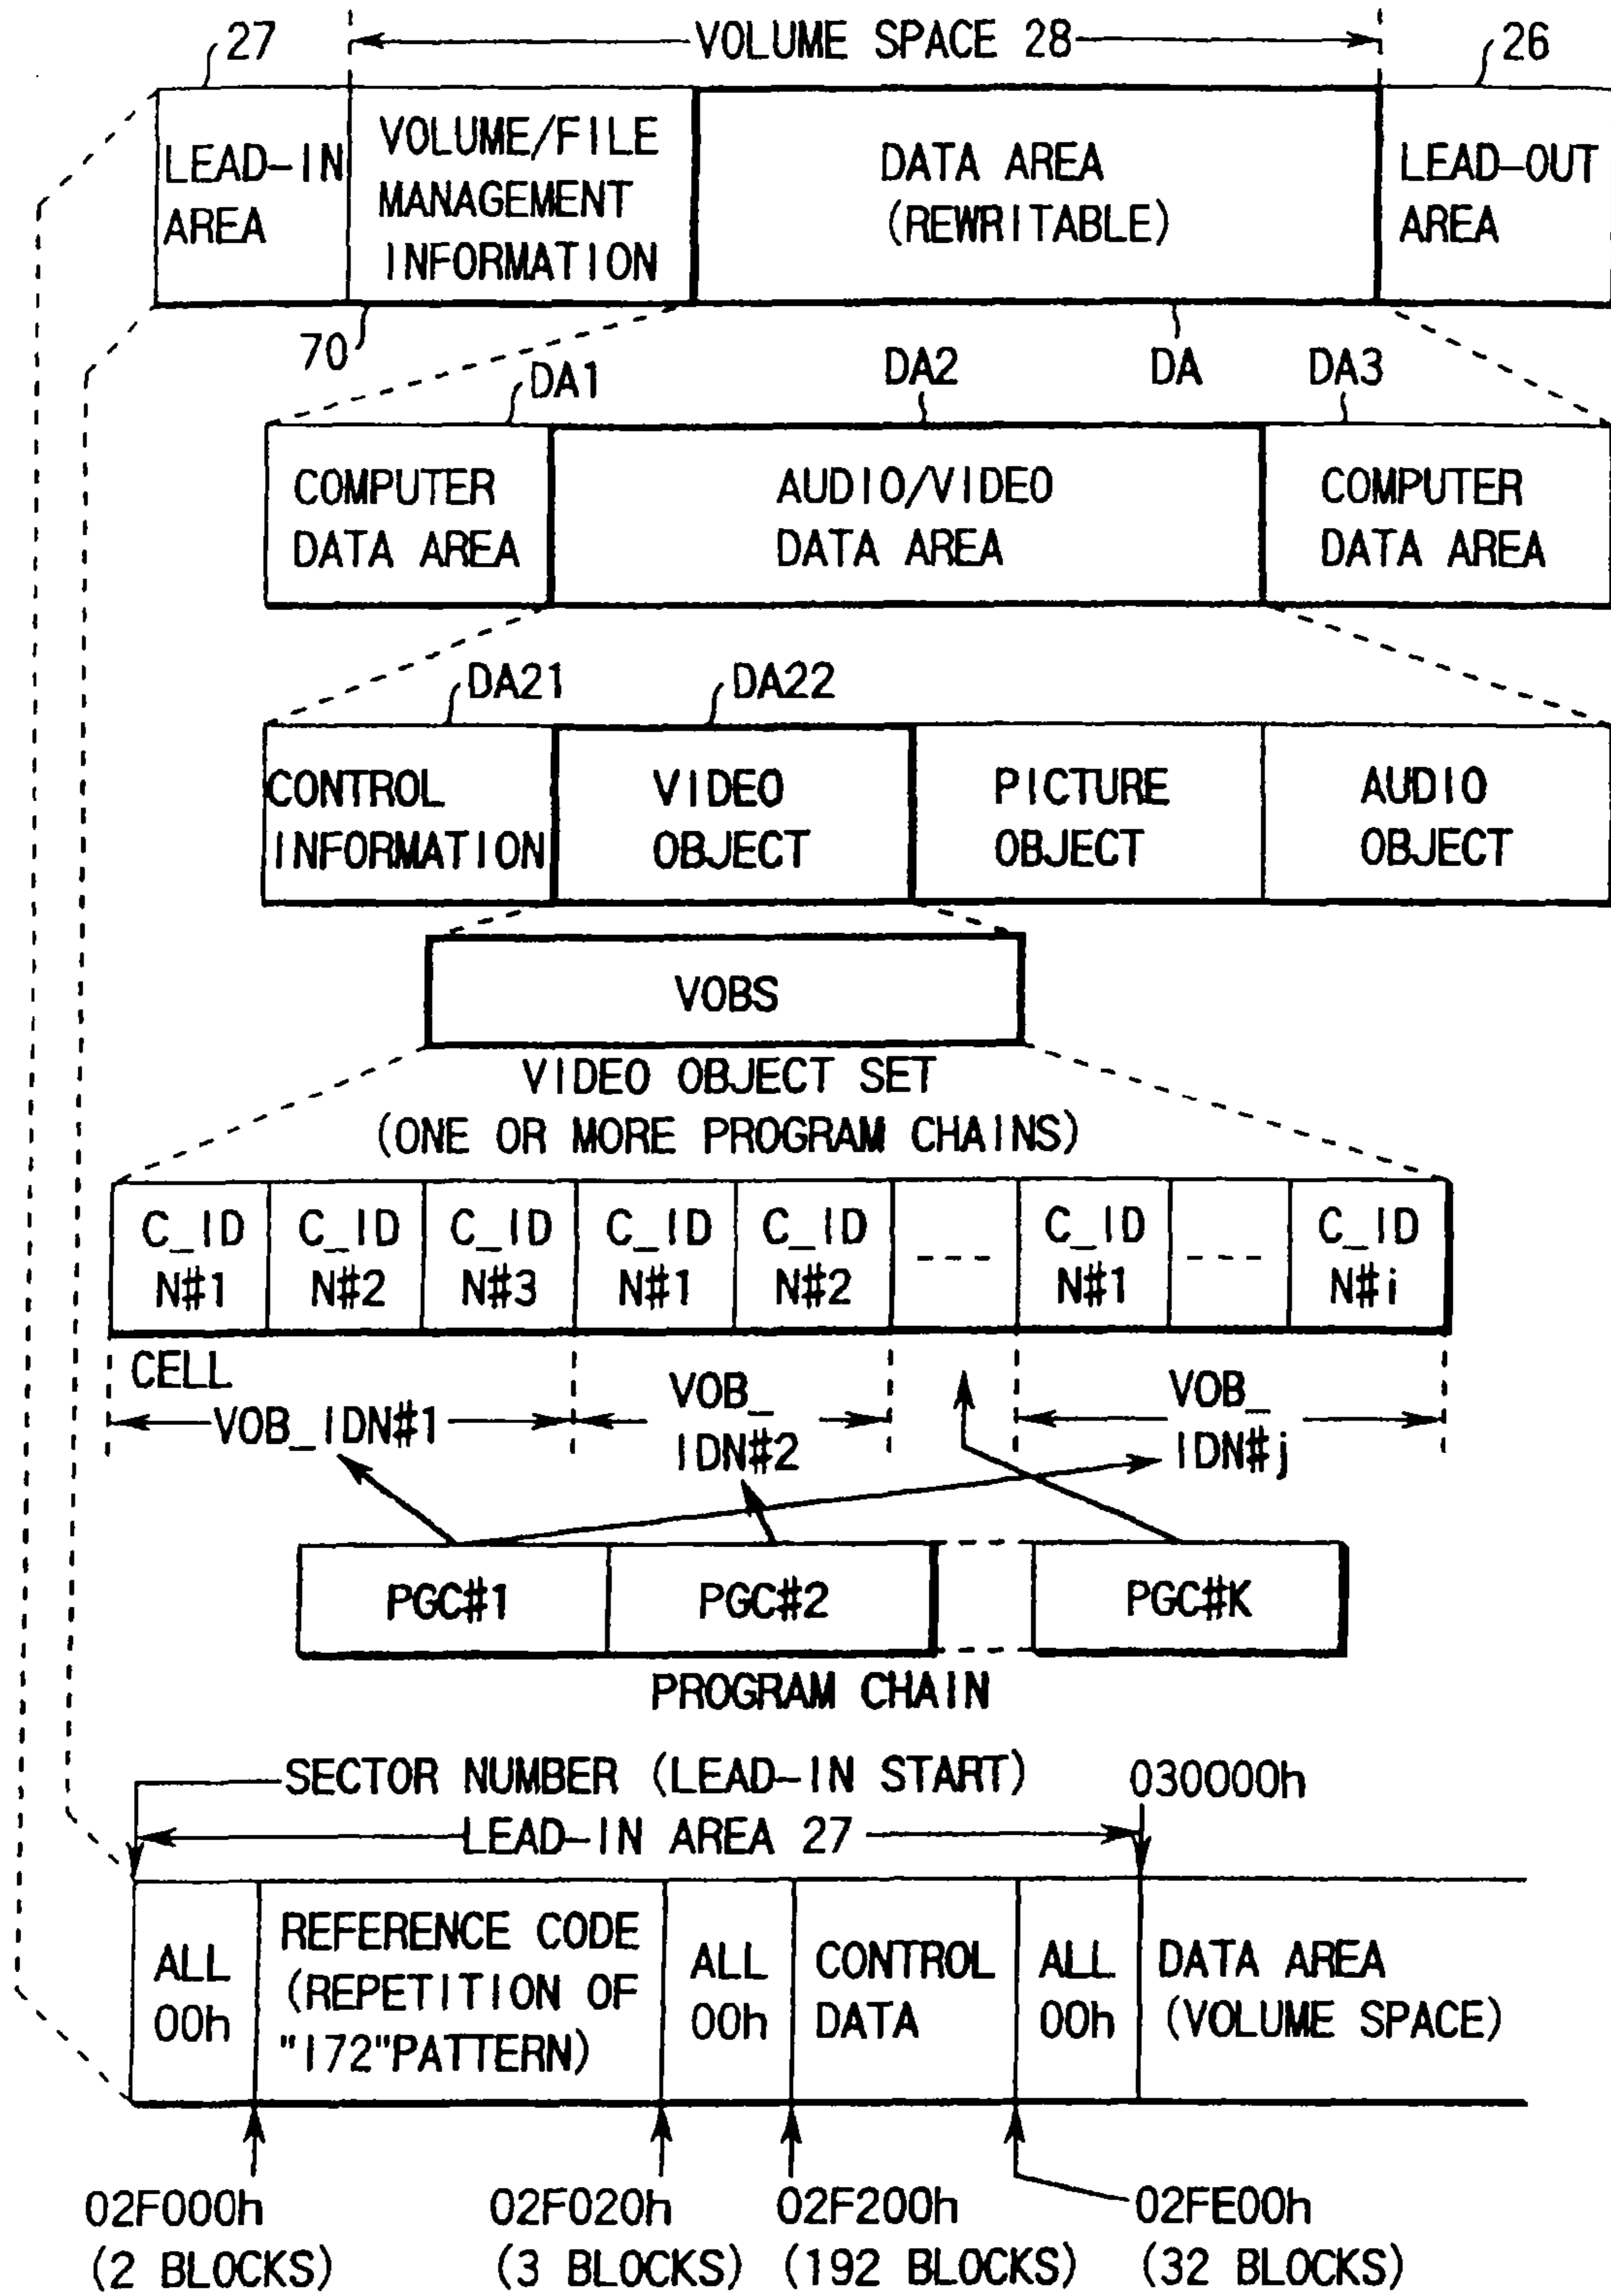 27
VOLUME SPACE 28
26
LEAD-IN
AREA
VOLUME/FILE
MANAGEMENT
INFORMATION
DATA AREA
(REWRITABLE)
LEAD-OUT
AREA
70
DA1
DA2
DA
DA3
COMPUTER
DATA AREA
AUDIO/VIDEO
DATA AREA
COMPUTER
DATA AREA
DA21
DA22
CONTROL
INFORMATION
VIDEO
OBJECT
PICTURE
OBJECT
AUDIO
OBJECT
VOBS
VIDEO OBJECT SET
(ONE OR MORE PROGRAM CHAINS)
C_ID
N#1
C_ID
N#2
C_ID
N#3
C_ID
N#1
C_ID
N#2
---
C_ID
N#1
---
C_ID
N#i
CELL
VOB_IDN#1
VOB_
IDN#2
VOB_
IDN#j
PGC#1
PGC#2
PGC#K
PROGRAM CHAIN
SECTOR NUMBER (LEAD-IN START)
030000h
LEAD-IN AREA 27
ALL
00h
REFERENCE CODE
(REPETITION OF
"172"PATTERN)
ALL
00h
CONTROL
DATA
ALL
00h
DATA AREA
(VOLUME SPACE)
02F000h
(2 BLOCKS)
02F020h
(3 BLOCKS)
02F200h
(192 BLOCKS)
02FE00h
(32 BLOCKS)